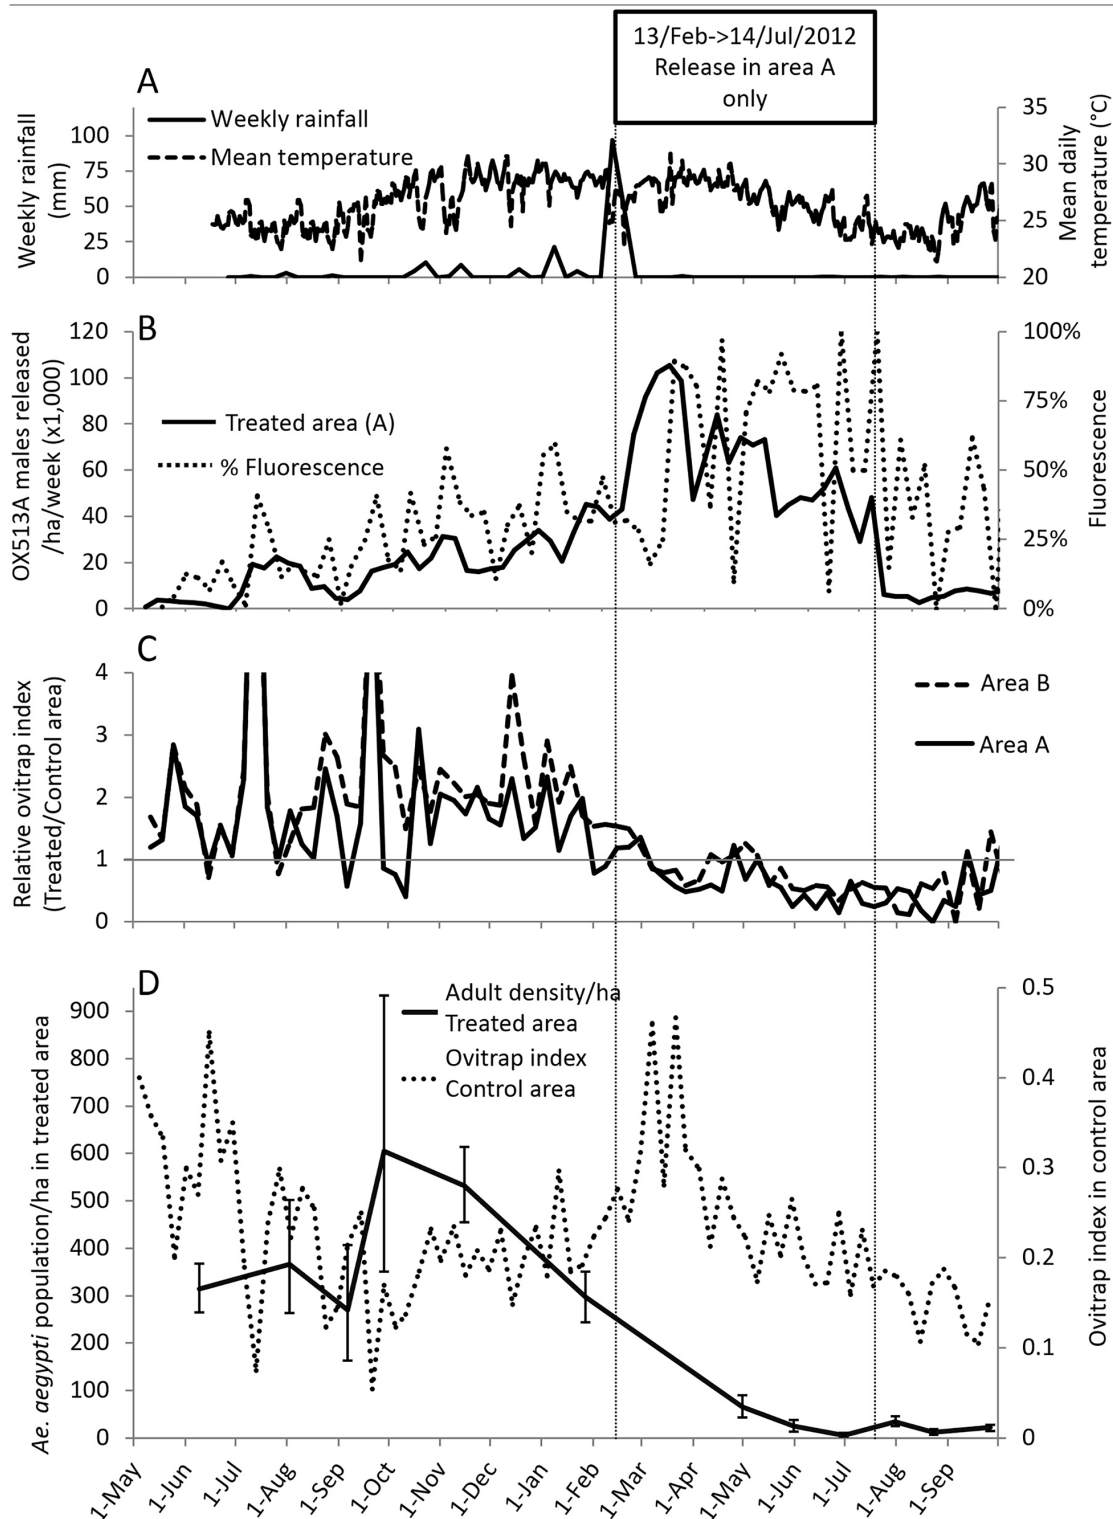 13/Feb->14/Jul/2012
Release in area A
only
A
Weekly rainfall
(mm)
Weekly rainfall
Mean temperature
100
75
50
25
0
35
30
25
20
Mean daily
temperature (°C)
B
OX513A males released
/ha/week (x1,000)
120
100
80
60
40
20
0
Treated area (A)
% Fluorescence
100%
75%
50%
25%
0%
Fluorescence
C
Relative ovitrap index
(Treated/Control area)
4
3
2
1
0
Area B
Area A
D
Ae. aegypti population/ha in treated area
900
800
700
600
500
400
300
200
100
0
Adult density/ha
Treated area
Ovitrap index
Control area
0.5
0.4
0.3
0.2
0.1
0
Ovitrap index in control area
1-May
1-Jun
1-Jul
1-Aug
1-Sep
1-Oct
1-Nov
1-Dec
1-Jan
1-Feb
1-Mar
1-Apr
1-May
1-Jun
1-Jul
1-Aug
1-Sep